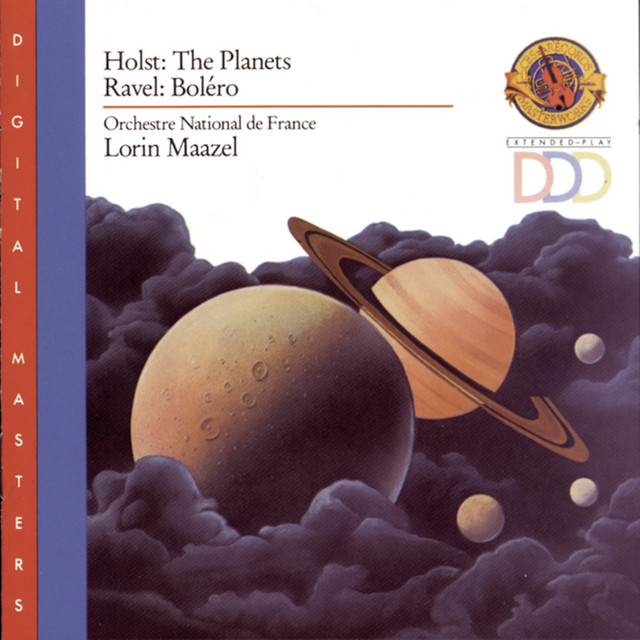 DIGITAL MASTERS
Holst: The Planets
Ravel: Boléro
Orchestre National de France
Lorin Maazel
CBS RECORDS
MASTERWORKS
EXTENDED-PLAY
DDD